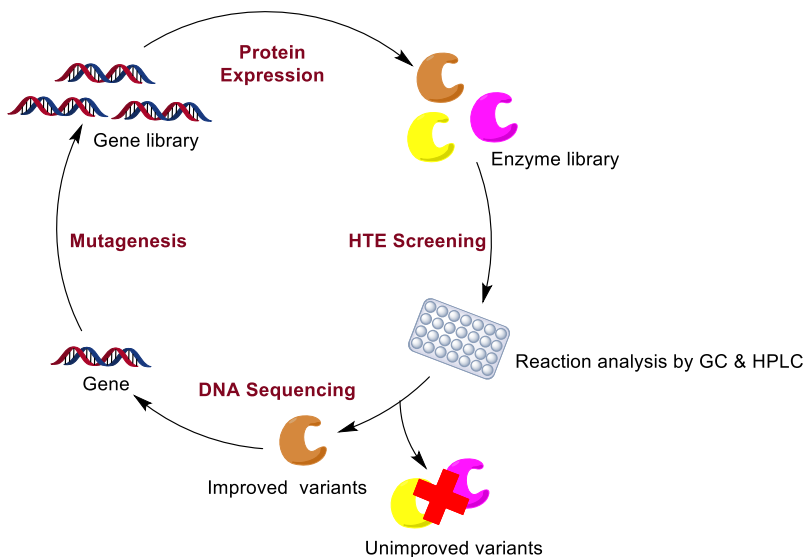 Protein
Expression
Gene library
Enzyme library
Mutagenesis
HTE Screening
Reaction analysis by GC & HPLC
Gene
DNA Sequencing
Improved variants
Unimproved variants